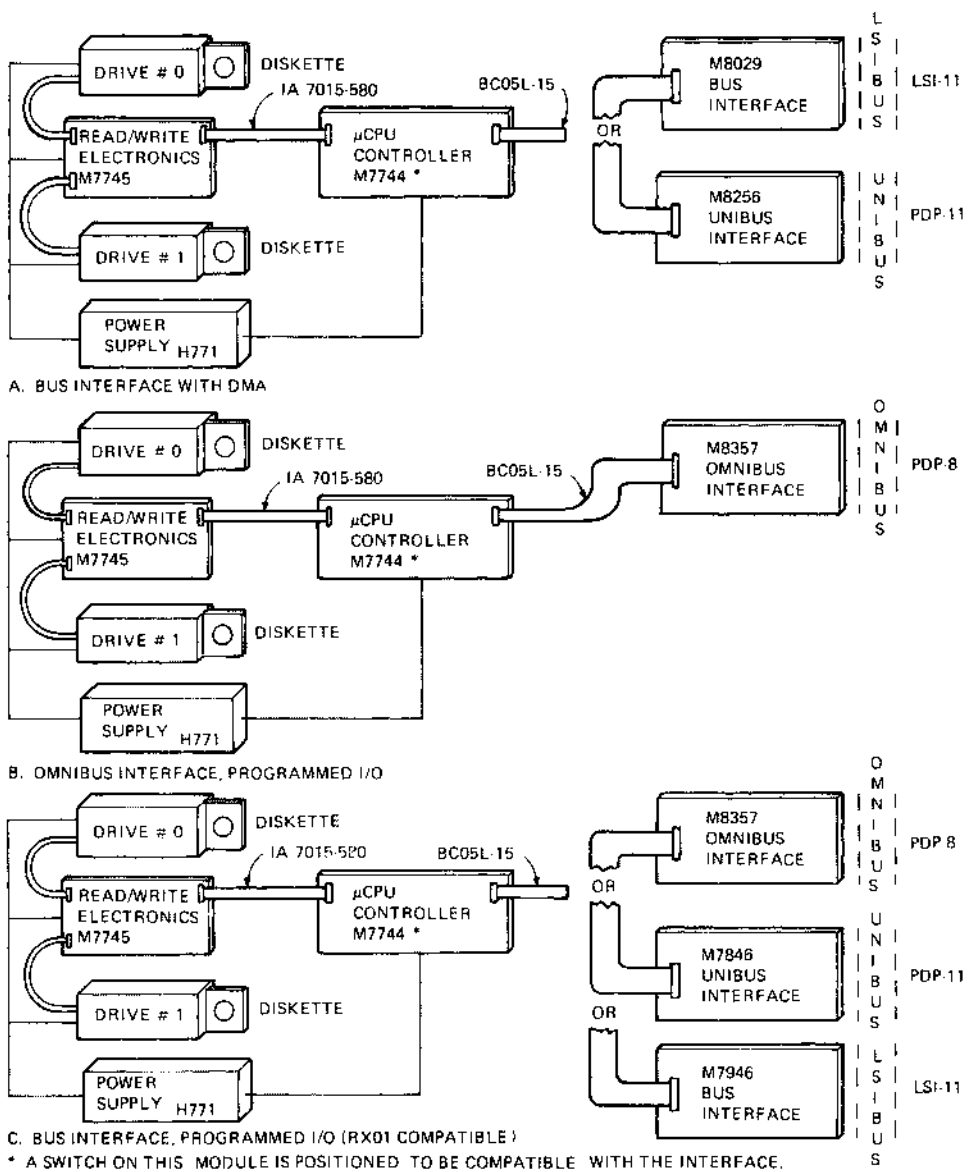 DRIVE # 0
DISKETTE
IA 7015-580
BC05L-15
READ/WRITE
ELECTRONICS
M7745
µCPU
CONTROLLER
M7744 *
DRIVE # 1
DISKETTE
POWER
SUPPLY H771
OR
M8029
BUS
INTERFACE
LSIBUS
LSI-11
M8256
UNIBUS
INTERFACE
UNIBUS
PDP-11
A. BUS INTERFACE WITH DMA
DRIVE # 0
DISKETTE
IA 7015-580
BC05L-15
READ/WRITE
ELECTRONICS
M7745
µCPU
CONTROLLER
M7744 *
DRIVE # 1
DISKETTE
POWER
SUPPLY H771
M8357
OMNIBUS
INTERFACE
OMNIBUS
PDP-8
B. OMNIBUS INTERFACE, PROGRAMMED I/O
DRIVE # 0
DISKETTE
IA 7015-520
BC05L-15
READ/WRITE
ELECTRONICS
M7745
µCPU
CONTROLLER
M7744 *
DRIVE # 1
DISKETTE
POWER
SUPPLY H771
M8357
OMNIBUS
INTERFACE
OMNIBUS
PDP 8
OR
M7846
UNIBUS
INTERFACE
UNIBUS
PDP-11
OR
M7946
BUS
INTERFACE
LSIBUS
LSI-11
C. BUS INTERFACE, PROGRAMMED I/O (RX01 COMPATIBLE)
* A SWITCH ON THIS MODULE IS POSITIONED TO BE COMPATIBLE WITH THE INTERFACE.